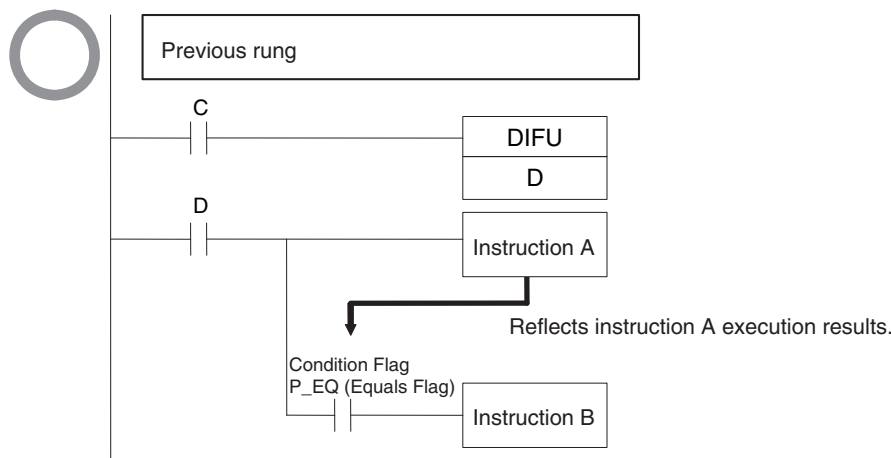 Previous rung
C
DIFU
D
D
Instruction A
Reflects instruction A execution results.
Condition Flag
P_EQ (Equals Flag)
Instruction B